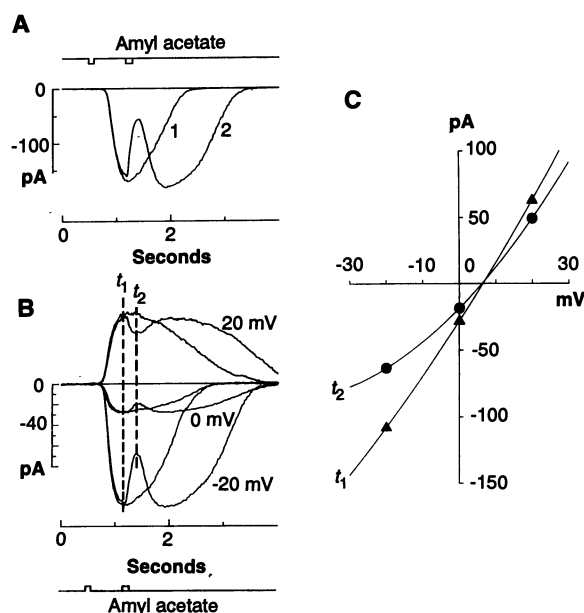 A
Amyl acetate
0
-100
pA
1
2
0 2
Seconds
B
t1 t2
20 mV
0
-40
pA
0 mV
-20 mV
0 2
Seconds
Amyl acetate
C
pA
100
50
-30 -10 0 10 30
mV
-50
-100
-150
t2
t1